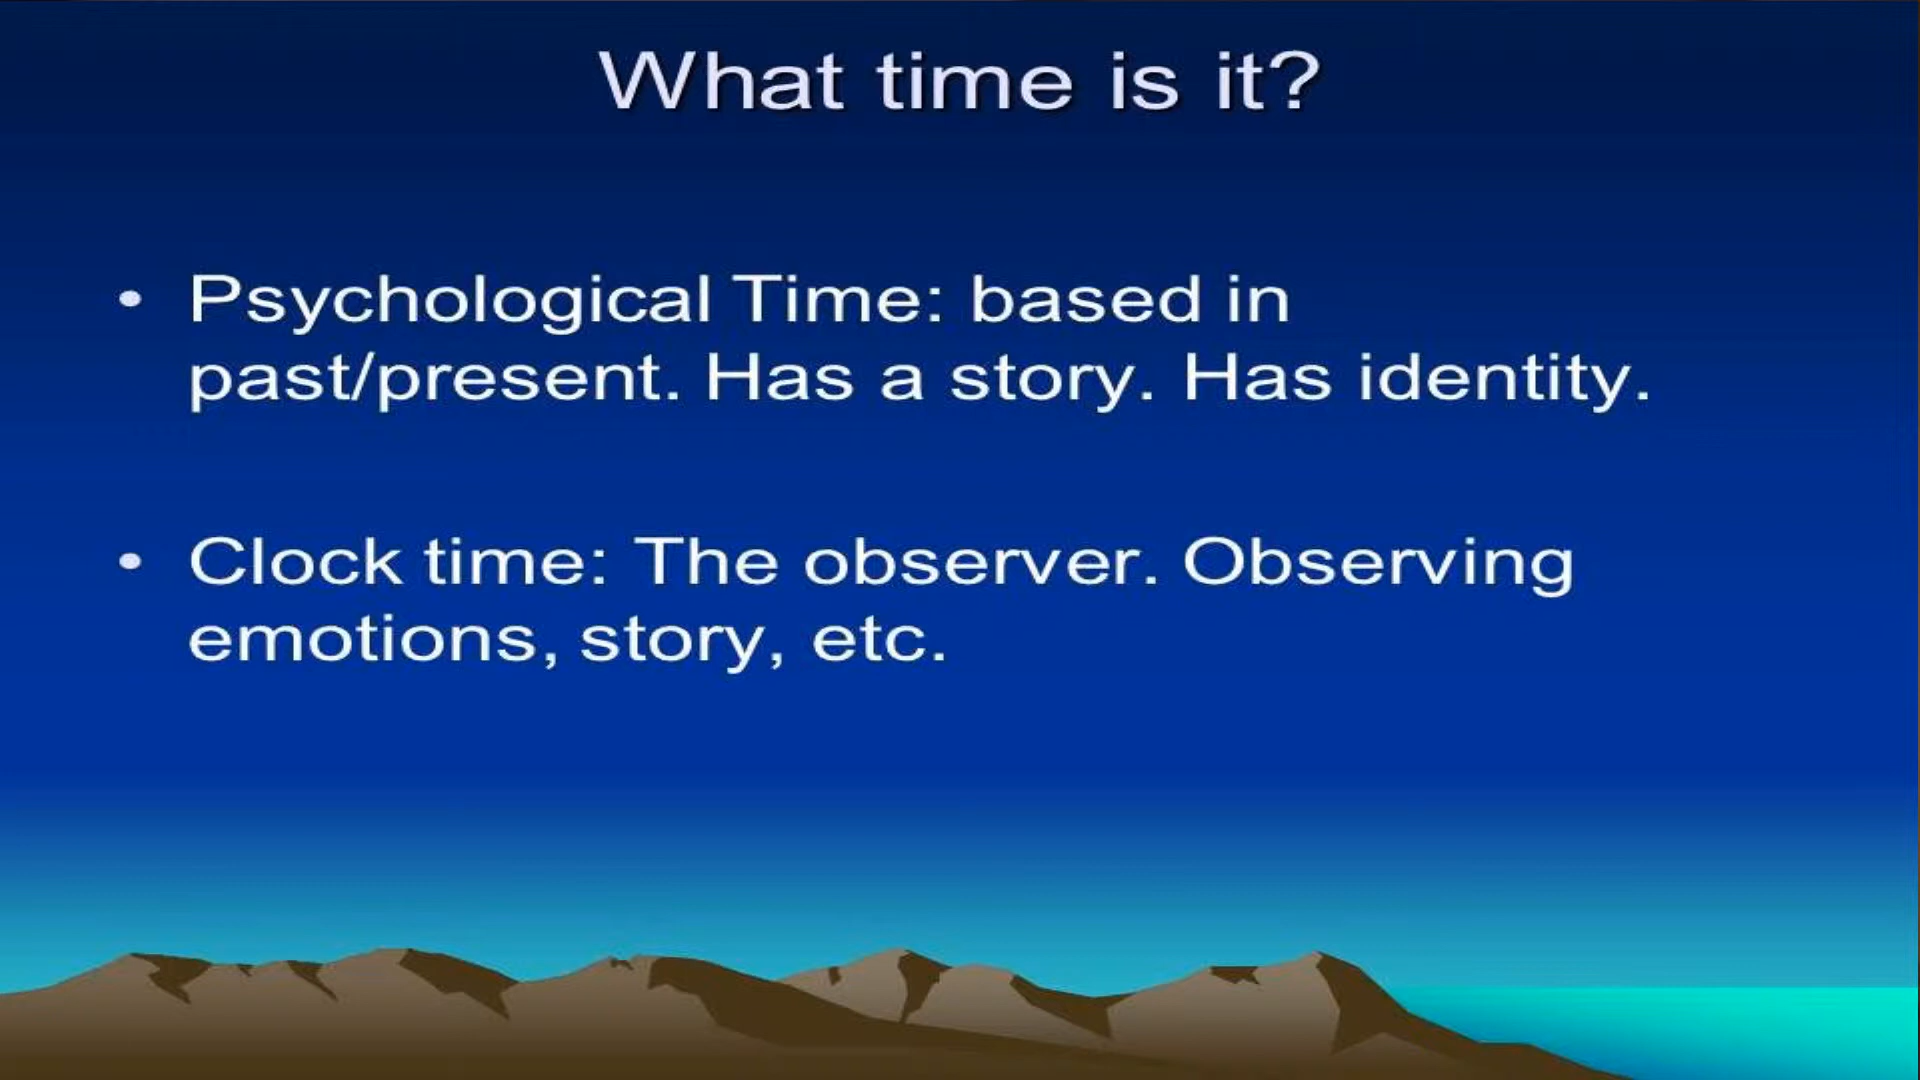 What time is it?
• Psychological Time: based in
past/present. Has a story. Has identity.
• Clock time: The observer. Observing
emotions, story, etc.